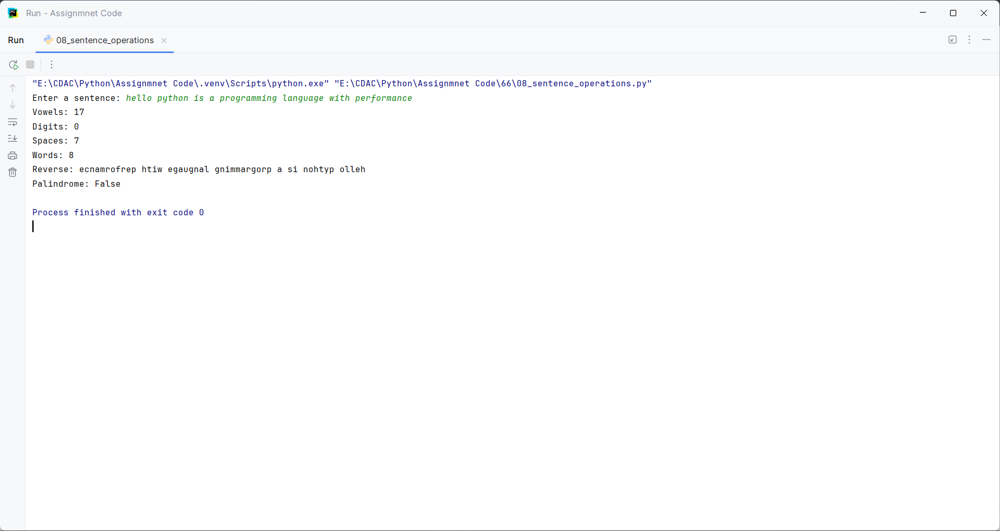 Run - Assignmnet Code
Run 08_sentence_operations
"E:\CDAC\Python\Assignmnet Code\.venv\Scripts\python.exe" "E:\CDAC\Python\Assignmnet Code\66\08_sentence_operations.py"
Enter a sentence: hello python is a programming language with performance
Vowels: 17
Digits: 0
Spaces: 7
Words: 8
Reverse: ecnamrofrep htiw egaugnal gnimmargorp a si nohtyp olleh
Palindrome: False
Process finished with exit code 0